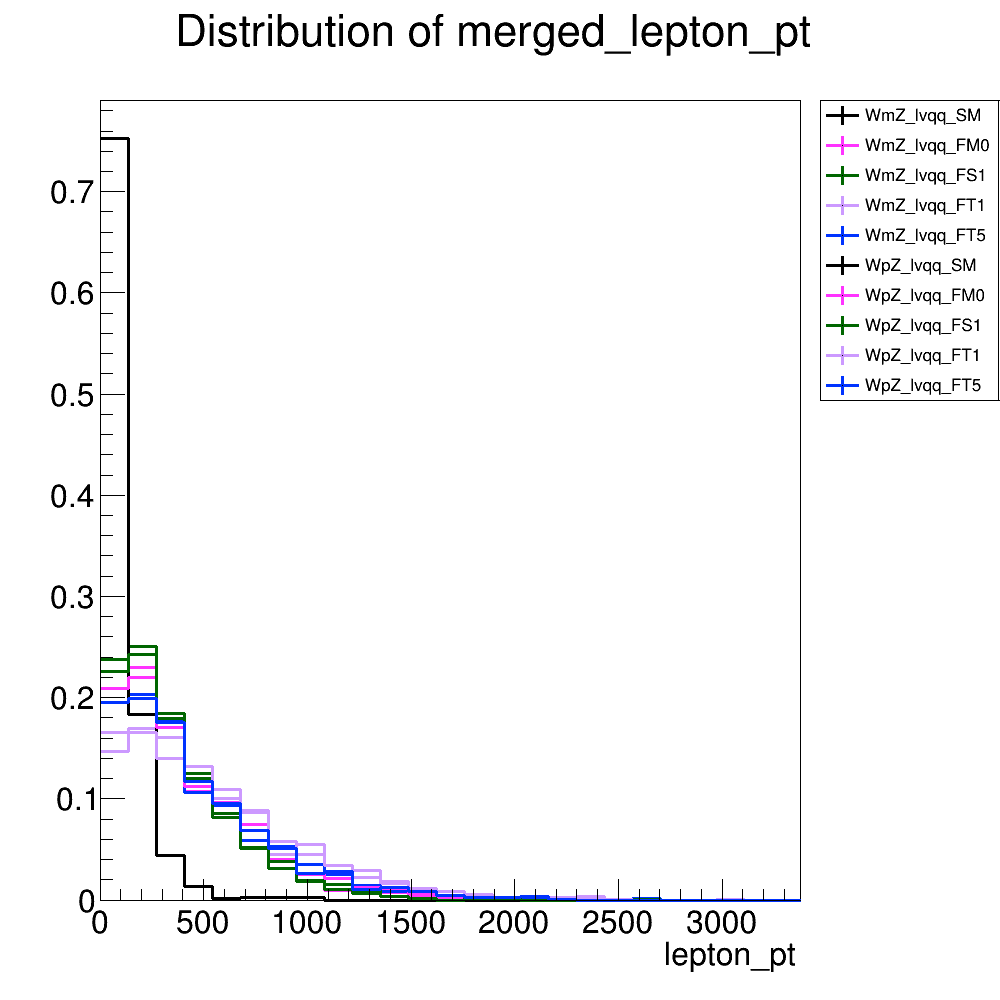 Distribution of merged_lepton_pt
WmZ_lvqq_SM
WmZ_lvqq_FM0
WmZ_lvqq_FS1
WmZ_lvqq_FT1
WmZ_lvqq_FT5
WpZ_lvqq_SM
WpZ_lvqq_FM0
WpZ_lvqq_FS1
WpZ_lvqq_FT1
WpZ_lvqq_FT5
0.7
0.6
0.5
0.4
0.3
0.2
0.1
0
0 500 1000 1500 2000 2500 3000
lepton_pt